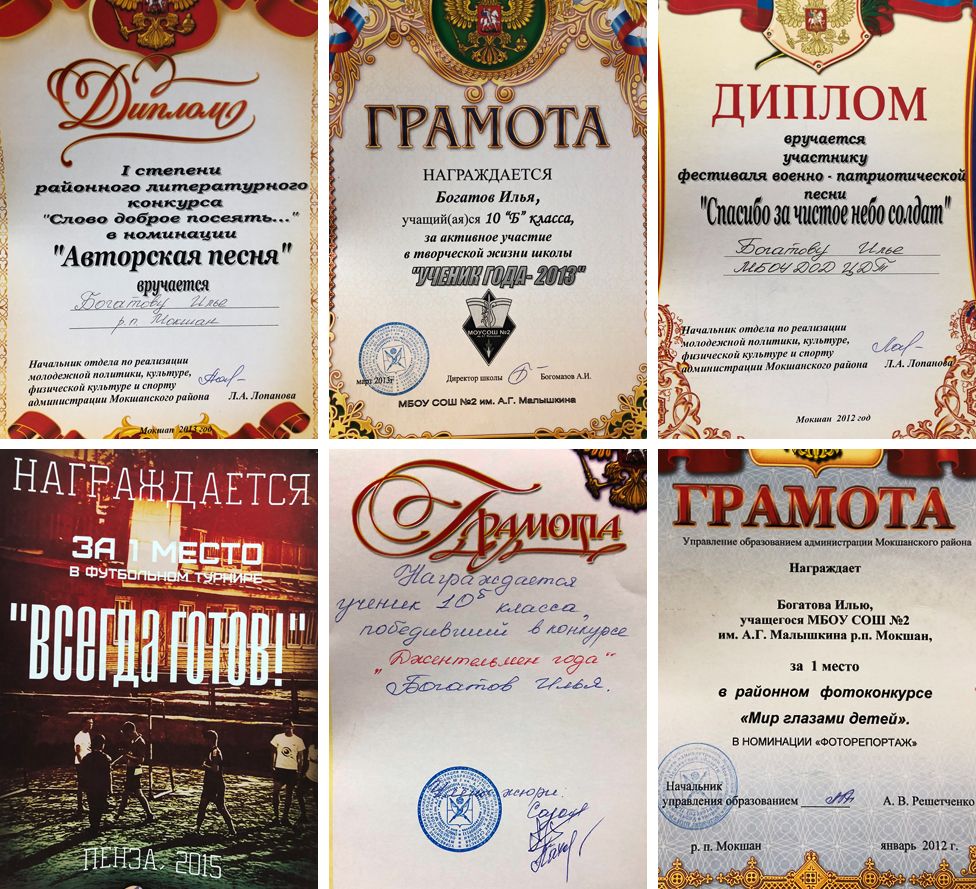 Диплом
I степени
районного литературного
конкурса
"Слово доброе посеять..."
в номинации
"Авторская песня"
вручается
Богатову Илье
р.п. Мокшан
Начальник отдела по реализации
молодежной политики, культуре,
физической культуре и спорту
администрации Мокшанского района Л.А. Лопанова
Мокшан 2013 год
ГРАМОТА
НАГРАЖДАЕТСЯ
Богатов Илья,
учащий(ая)ся 10 "Б" класса,
за активное участие
в творческой жизни школы
"УЧЕНИК ГОДА- 2013"
МОУСОШ №2
март 2013г
Директор школы Богомазов А.И.
МБОУ СОШ №2 им. А.Г. Малышкина
ДИПЛОМ
вручается
участнику
фестиваля военно - патриотической
песни
"Спасибо за чистое небо солдат"
Богатову Илье
МБОУ ДОД ЦДТ
Начальник отдела по реализации
молодежной политики, культуре,
физической культуре и спорту
администрации Мокшанского района Л.А. Лопанова
Мокшан 2012 год
НАГРАЖДАЕТСЯ
ЗА 1 МЕСТО
В ФУТБОЛЬНОМ ТУРНИРЕ
"ВСЕГДА ГОТОВ!"
ПЕНЗА, 2015
Грамота
Награждается
ученик 10б класса,
победивший в конкурсе
"Джентельмен года"
Богатов Илья.
Члены жюри:
ГРАМОТА
Управление образованием администрации Мокшанского района
Награждает
Богатова Илью,
учащегося МБОУ СОШ №2
им. А.Г. Малышкина р.п. Мокшан,
за 1 место
в районном фотоконкурсе
«Мир глазами детей».
В НОМИНАЦИИ «ФОТОРЕПОРТАЖ»
Начальник
управления образованием А. В. Решетченко
р. п. Мокшан январь 2012 г.